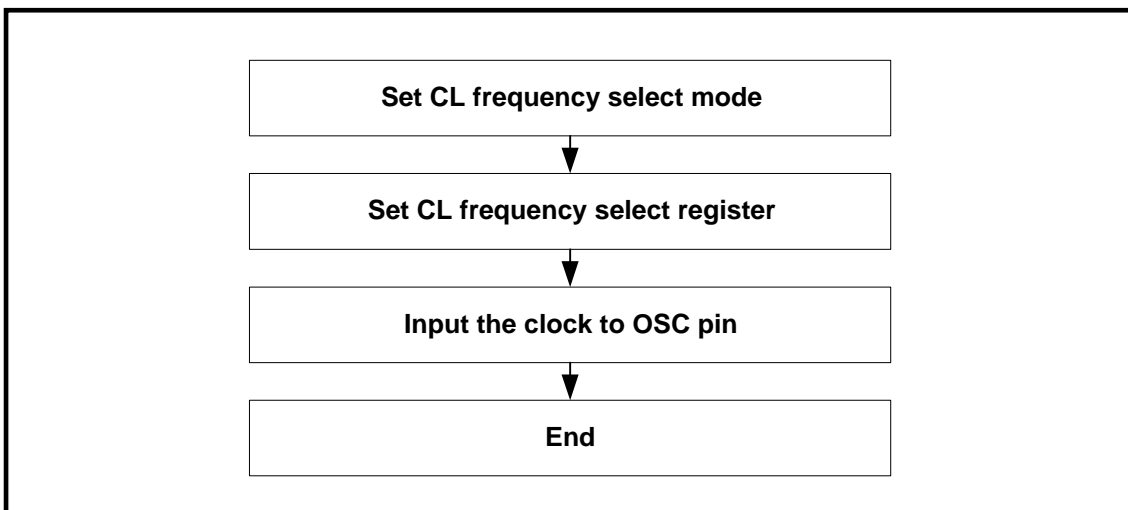 Set CL frequency select mode
Set CL frequency select register
Input the clock to OSC pin
End